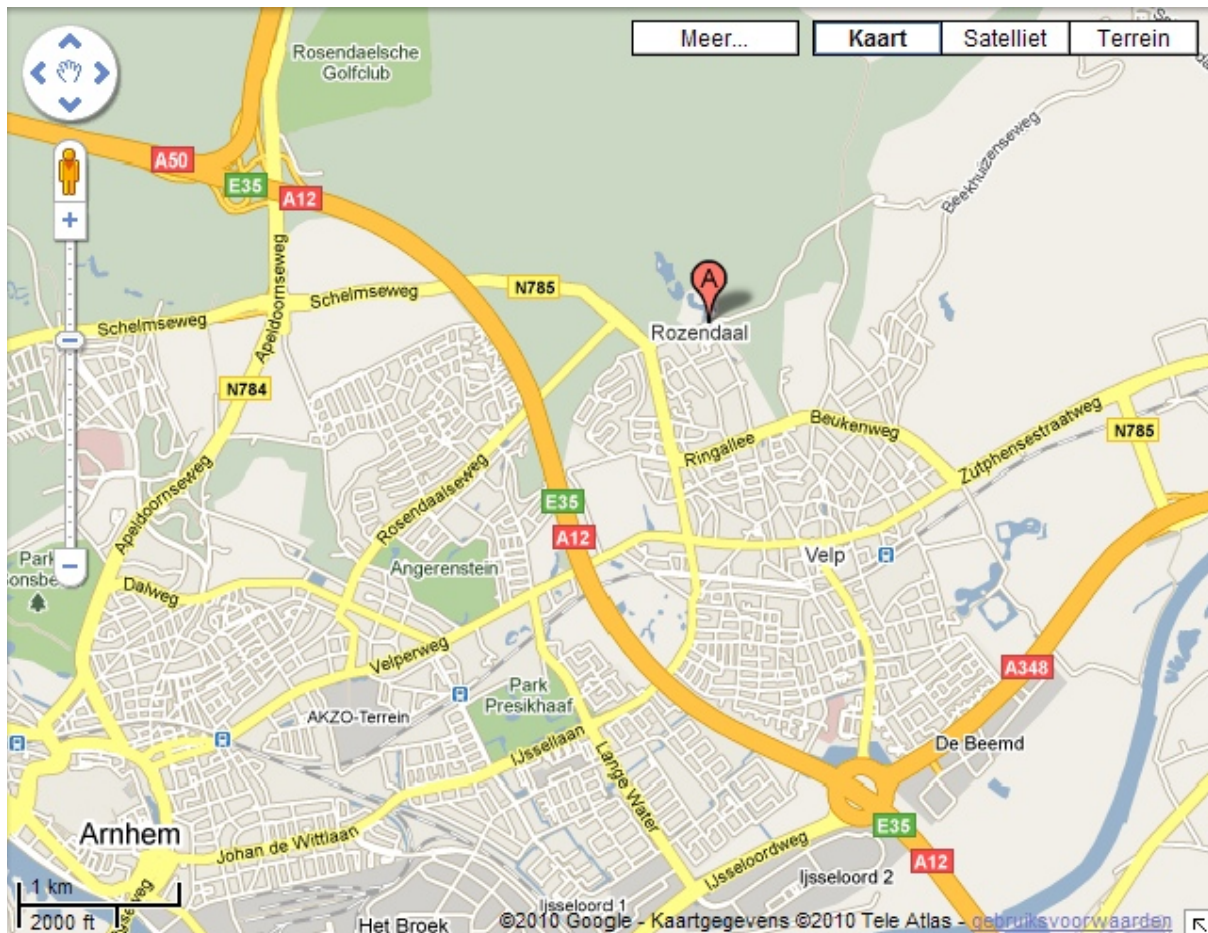 Meer...
Kaart
Satelliet
Terrein
Rosendaelsche
Golfclub
A50
E35
A12
Beekhuizenseweg
Apeldoornseweg
Schelmseweg
Schelmseweg
N785
A
Rozendaal
N784
Ringallee
Beukenweg
Zutphensestraatweg
N785
Apeldoornseweg
Rosendaalseweg
E35
A12
Velp
Park
Angerenstein
Dalweg
Velperweg
A348
Park
Presikhaaf
AKZO-Terrein
IJssellaan
Lange Water
De Beemd
Arnhem
Johan de Wittlaan
E35
A12
IJsseloordweg
Ijsseloord 2
1 km
2000 ft
Ijsseloord 1
Het Broek
©2010 Google - Kaartgegevens ©2010 Tele Atlas - gebruiksvoorwaarden